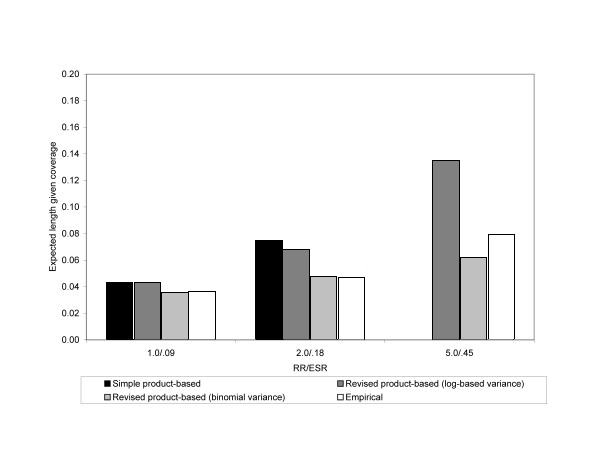 0.20
0.18
0.16
0.14
0.12
0.10
0.08
0.06
0.04
0.02
0.00
Expected length given coverage
1.0/.09 2.0/.18 5.0/.45
RR/ESR
Simple product-based Revised product-based (log-based variance)
Revised product-based (binomial variance) Empirical